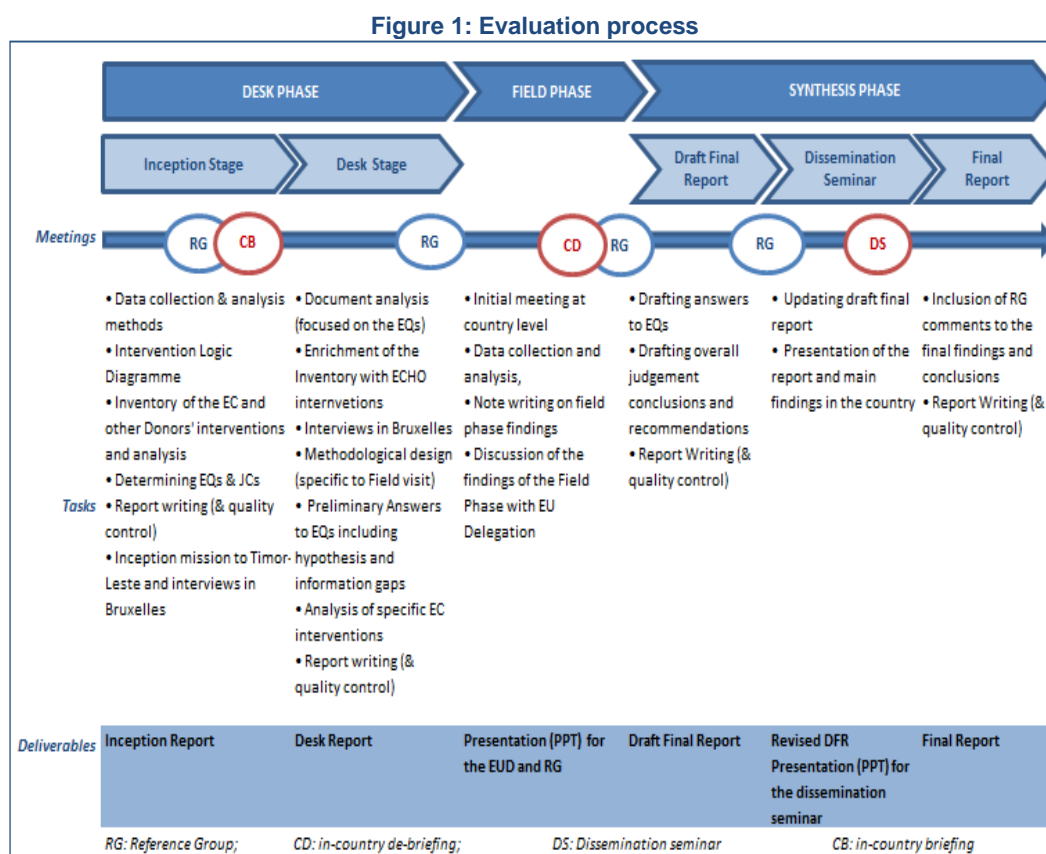 Figure 1: Evaluation process
DESK PHASE
FIELD PHASE
SYNTHESIS PHASE
Inception Stage
Desk Stage
Draft Final
Report
Dissemination
Seminar
Final
Report
Meetings
RG
CB
RG
CD
RG
RG
DS
Tasks
• Data collection & analysis
methods
• Intervention Logic
Diagramme
• Inventory of the EC and
other Donors' interventions
and analysis
• Determining EQs & JCs
• Report writing (& quality
control)
• Inception mission to Timor-
Leste and interviews in
Bruxelles
• Document analysis
(focused on the EQs)
• Enrichment of the
Inventory with ECHO
internvetions
• Interviews in Bruxelles
• Methodological design
(specific to Field visit)
• Preliminary Answers
to EQs including
hypothesis and
information gaps
• Analysis of specific EC
interventions
• Report writing (&
quality control)
• Initial meeting at
country level
• Data collection and
analysis,
• Note writing on field
phase findings
• Discussion of the
findings of the Field
Phase with EU
Delegation
• Drafting answers
to EQs
• Drafting overall
judgement
conclusions and
recommendations
• Report Writing (&
quality control)
• Updating draft final
report
• Presentation of the
report and main
findings in the country
• Inclusion of RG
comments to the
final findings and
conclusions
• Report Writing (&
quality control)
Deliverables
Inception Report
Desk Report
Presentation (PPT) for
the EUD and RG
Draft Final Report
Revised DFR
Presentation (PPT) for
the dissemination
seminar
Final Report
RG: Reference Group;
CD: in-country de-briefing;
DS: Dissemination seminar
CB: in-country briefing